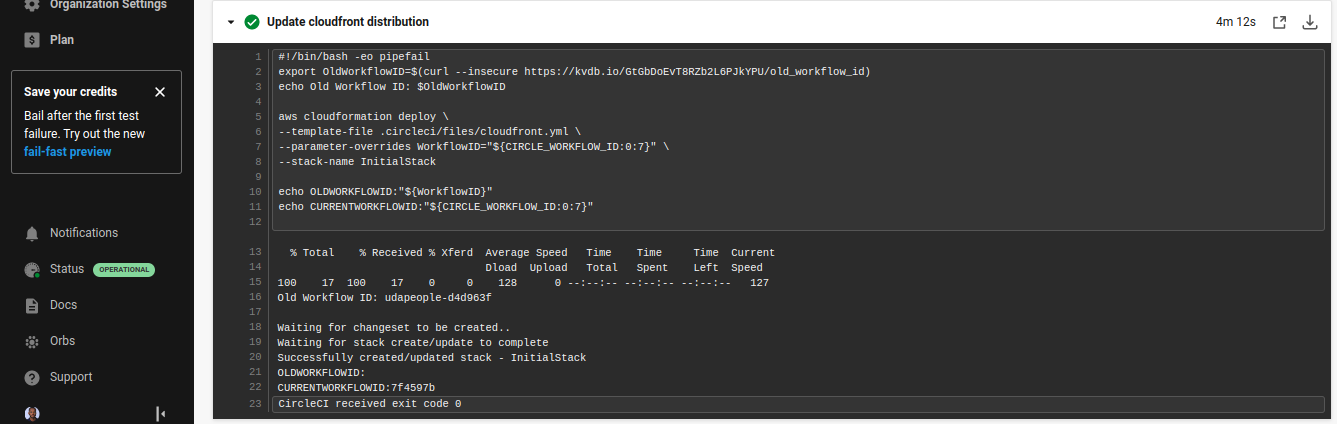 Organization Settings
Plan
Save your credits
Bail after the first test
failure. Try out the new
fail-fast preview
Notifications
Status OPERATIONAL
Docs
Orbs
Support
Update cloudfront distribution 4m 12s
1 #!/bin/bash -eo pipefail
2 export OldWorkflowID=$(curl --insecure https://kvdb.io/GtGbDoEvT8RZb2L6PJkYPU/old_workflow_id)
3 echo Old Workflow ID: $OldWorkflowID
4
5 aws cloudformation deploy \
6 --template-file .circleci/files/cloudfront.yml \
7 --parameter-overrides WorkflowID="${CIRCLE_WORKFLOW_ID:0:7}" \
8 --stack-name InitialStack
9
10 echo OLDWORKFLOWID:"${WorkflowID}"
11 echo CURRENTWORKFLOWID:"${CIRCLE_WORKFLOW_ID:0:7}"
12
13 % Total % Received % Xferd Average Speed Time Time Time Current
14 Dload Upload Total Spent Left Speed
15 100 17 100 17 0 0 128 0 --:--:-- --:--:-- --:--:-- 127
16 Old Workflow ID: udapeople-d4d963f
17
18 Waiting for changeset to be created..
19 Waiting for stack create/update to complete
20 Successfully created/updated stack - InitialStack
21 OLDWORKFLOWID:
22 CURRENTWORKFLOWID:7f4597b
23 CircleCI received exit code 0